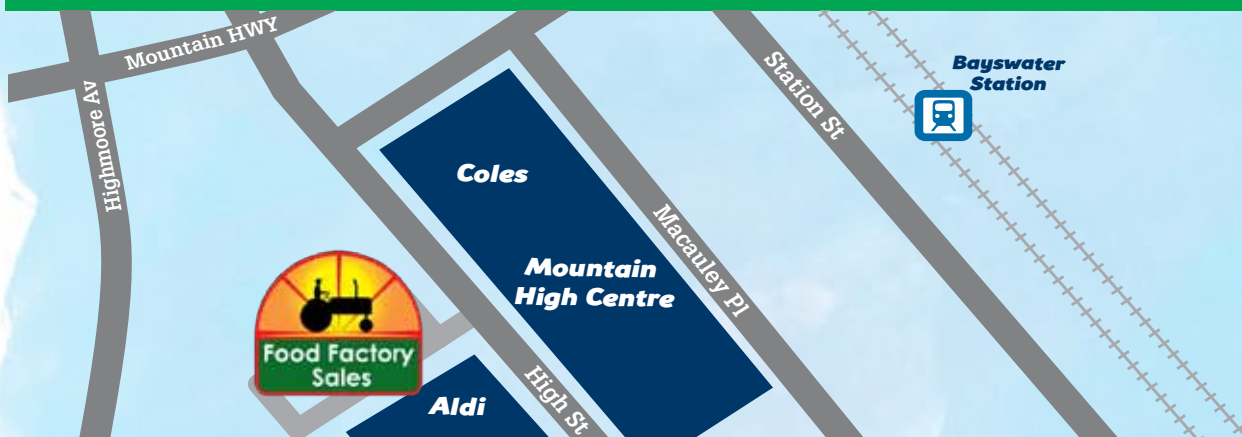 Mountain HWY
Highmoore Av
Station St
Bayswater
Station
Coles
Macauley Pl
Mountain
High Centre
Food Factory
Sales
High St
Aldi